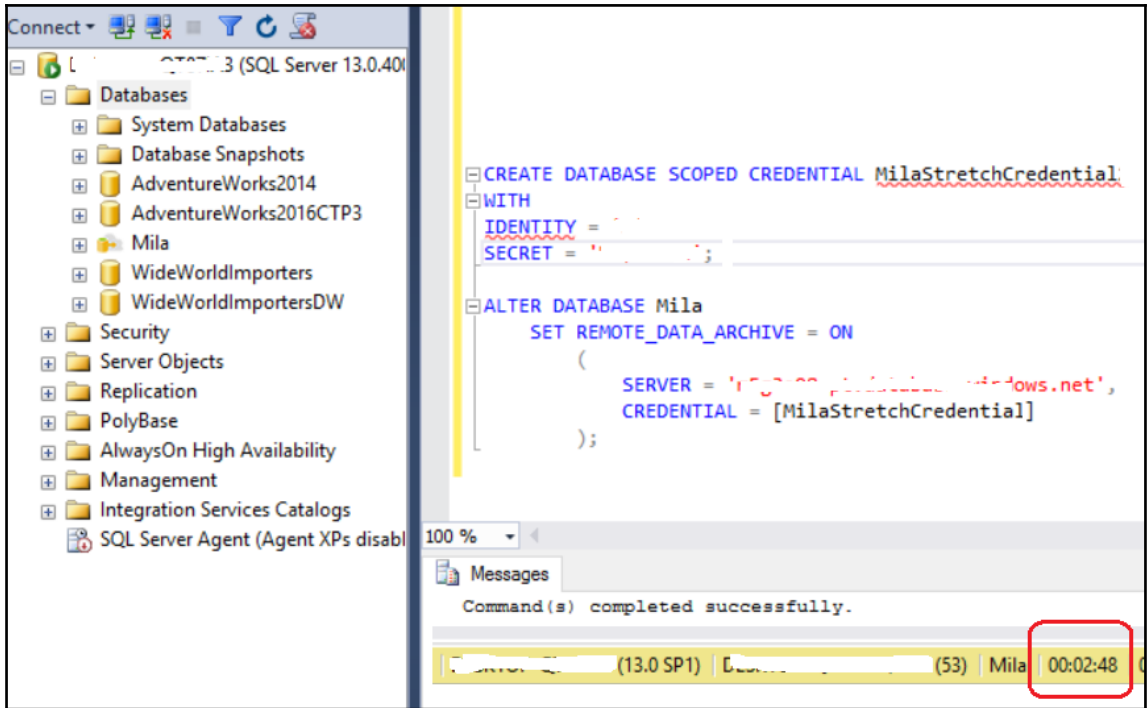 Connect
3 (SQL Server 13.0.40
Databases
System Databases
Database Snapshots
AdventureWorks2014
AdventureWorks2016CTP3
Mila
WideWorldImporters
WideWorldImportersDW
Security
Server Objects
Replication
PolyBase
AlwaysOn High Availability
Management
Integration Services Catalogs
SQL Server Agent (Agent XPs disabl
CREATE DATABASE SCOPED CREDENTIAL MilaStretchCredential
WITH
IDENTITY =
SECRET = ' ';
ALTER DATABASE Mila
SET REMOTE_DATA_ARCHIVE = ON
(
SERVER = ' .net',
CREDENTIAL = [MilaStretchCredential]
);
100 %
Messages
Command(s) completed successfully.
(13.0 SP1) (53) Mila 00:02:48